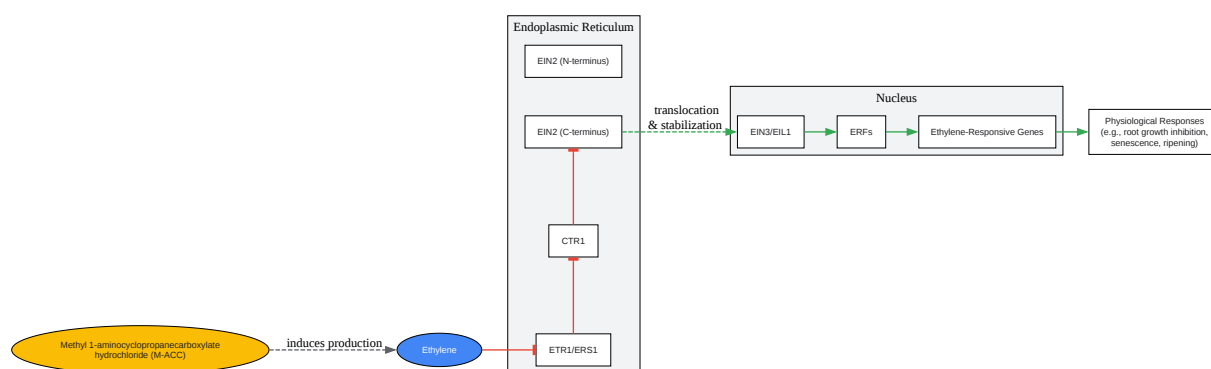 Endoplasmic Reticulum
EIN2 (N-terminus)
EIN2 (C-terminus)
CTR1
ETR1/ERS1
translocation
& stabilization
Nucleus
EIN3/EIL1
ERFs
Ethylene-Responsive Genes
Physiological Responses
(e.g., root growth inhibition,
senescence, ripening)
Methyl 1-aminocyclopropanecarboxylate
hydrochloride (M-ACC)
induces production
Ethylene